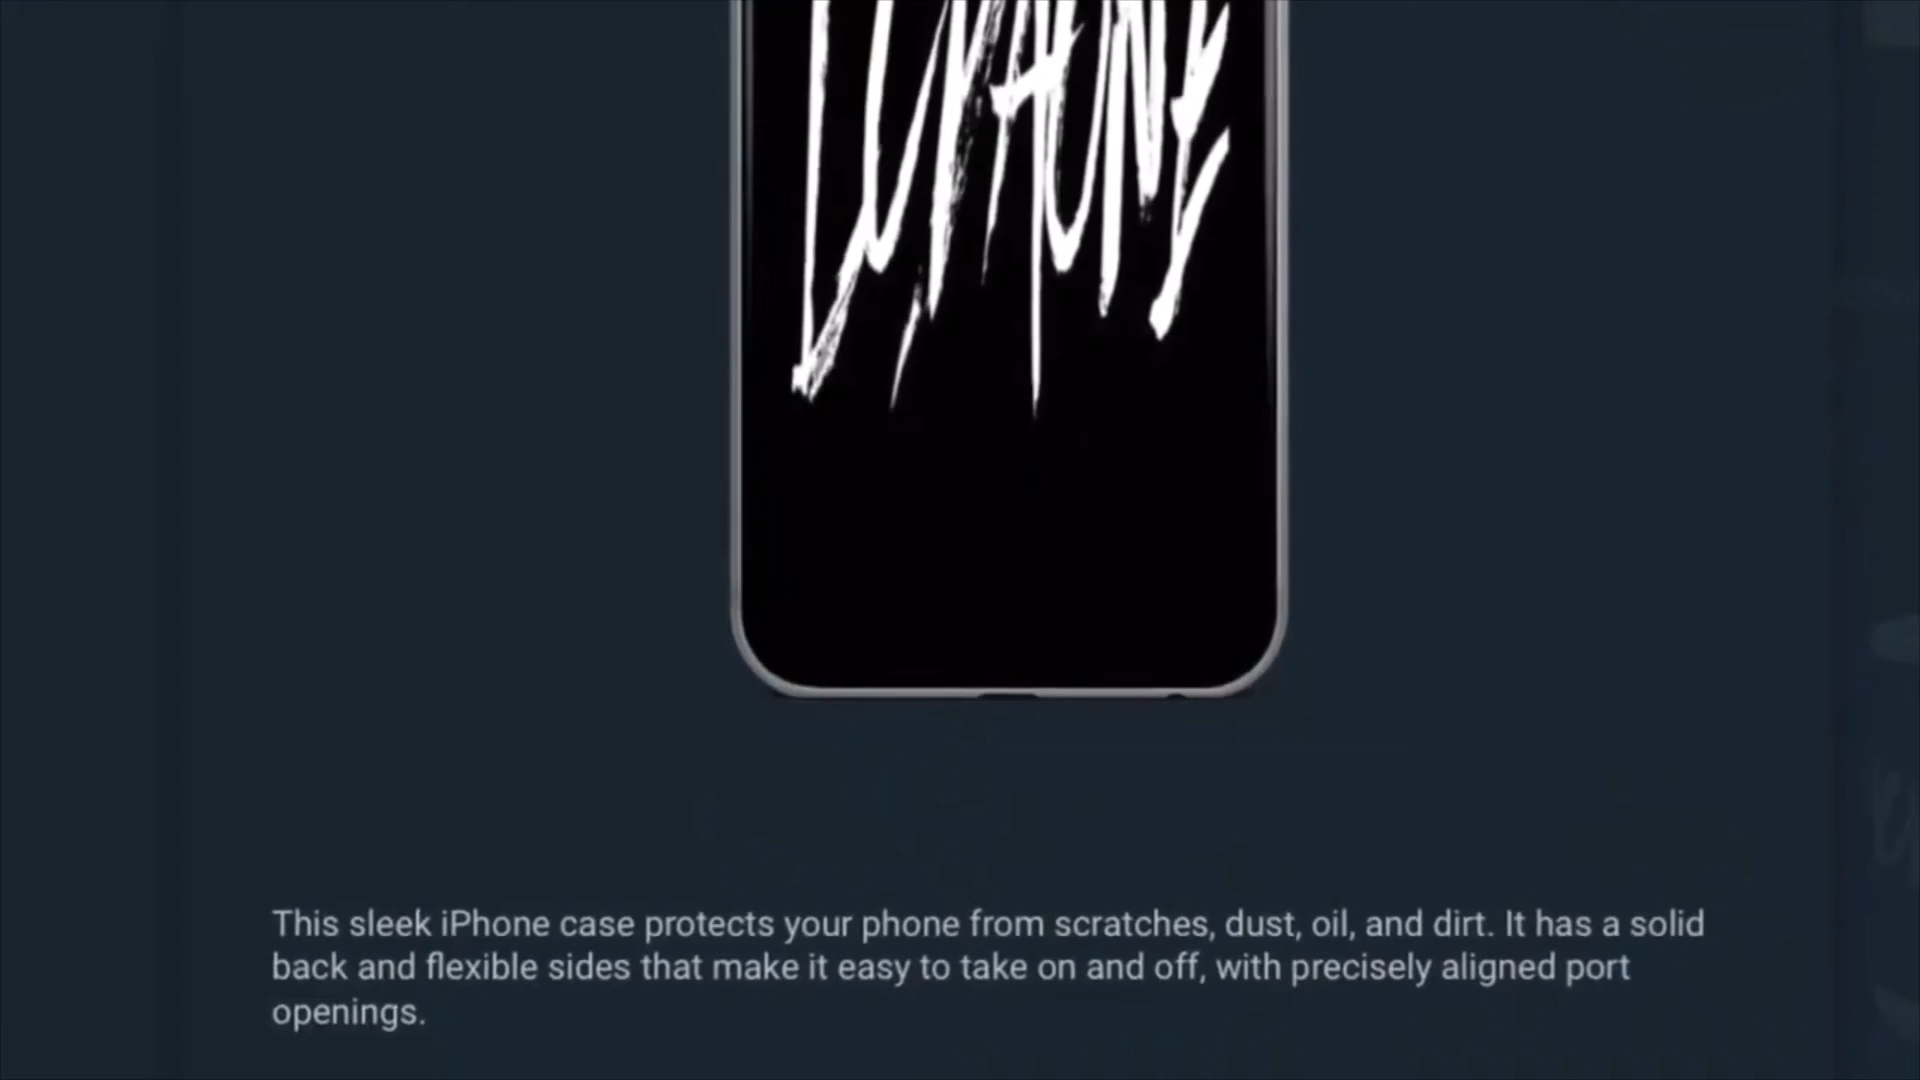 This sleek iPhone case protects your phone from scratches, dust, oil, and dirt. It has a solid
back and flexible sides that make it easy to take on and off, with precisely aligned port
openings.